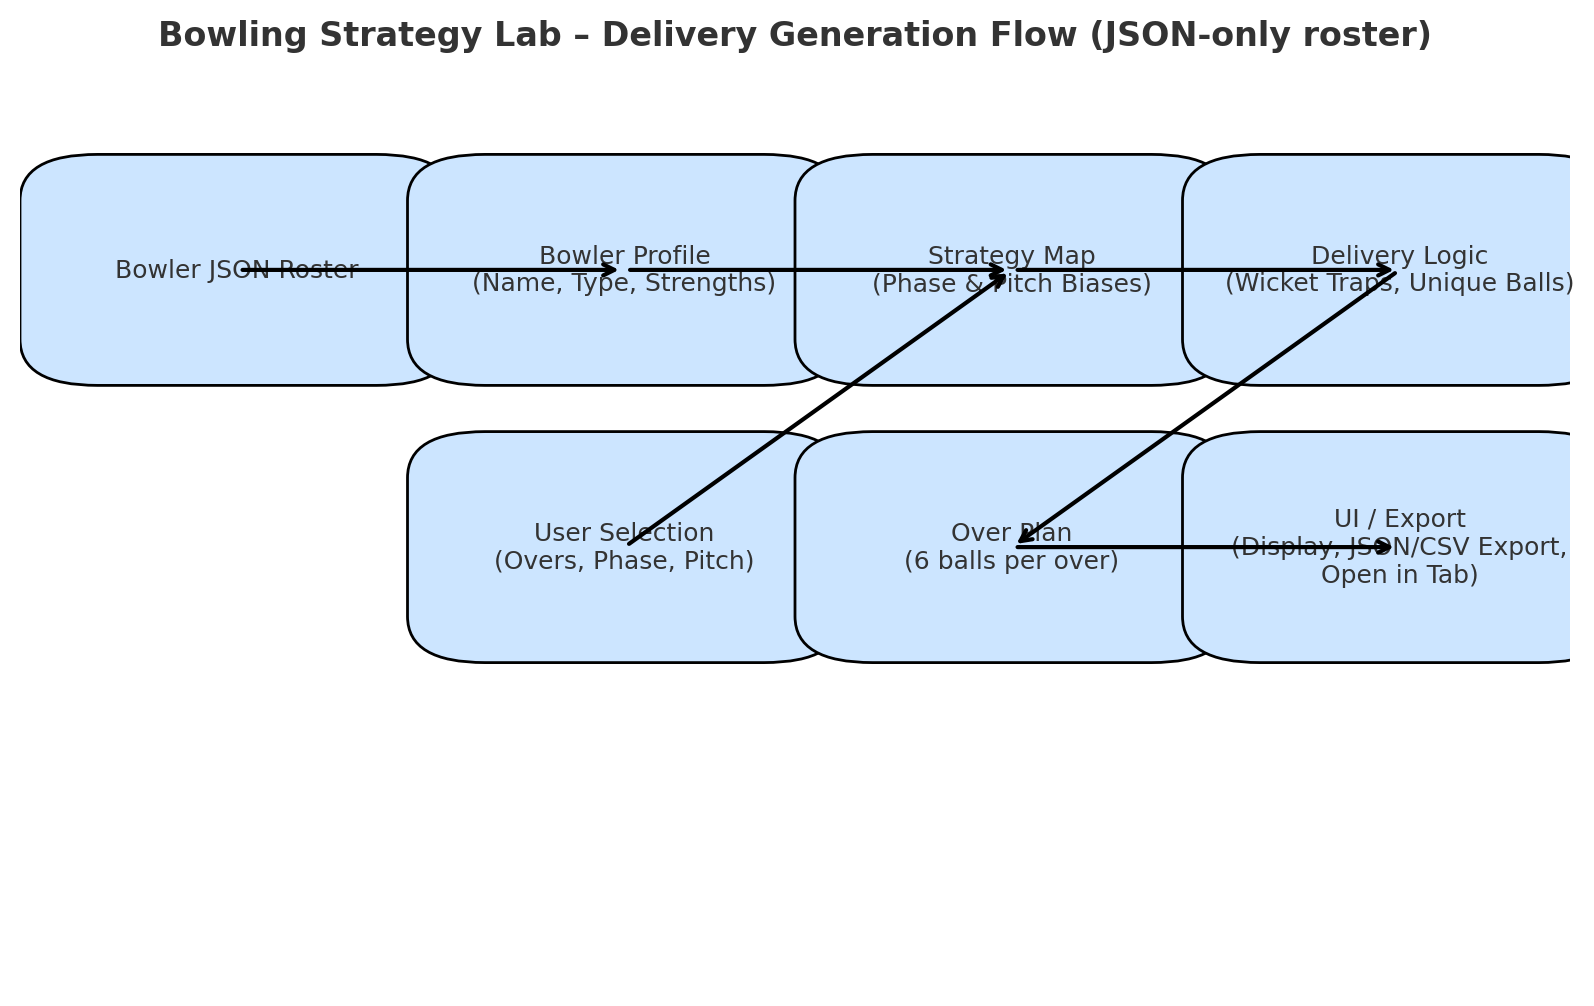 Bowling Strategy Lab – Delivery Generation Flow (JSON-only roster)
Bowler JSON Roster
Bowler Profile
(Name, Type, Strengths)
Strategy Map
(Phase & Pitch Biases)
Delivery Logic
(Wicket Traps, Unique Balls)
User Selection
(Overs, Phase, Pitch)
Over Plan
(6 balls per over)
UI / Export
(Display, JSON/CSV Export,
Open in Tab)